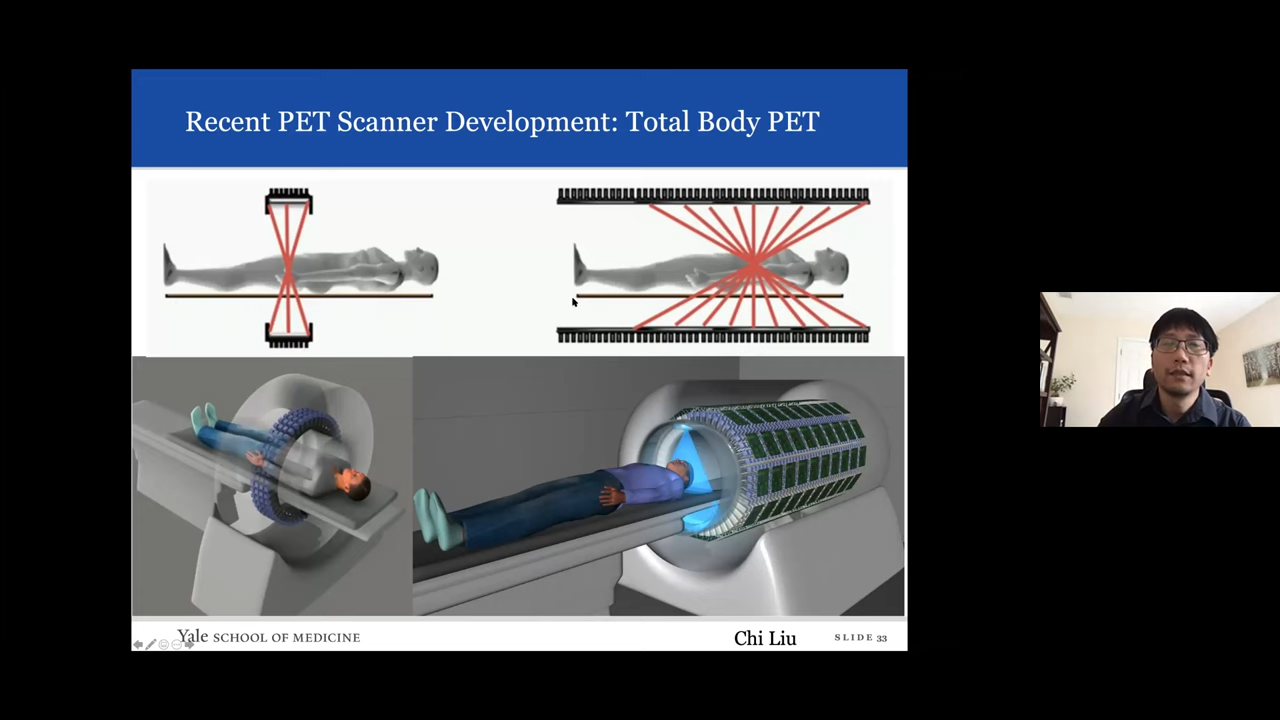 Recent PET Scanner Development: Total Body PET
Yale SCHOOL OF MEDICINE
Chi Liu
SLIDE 33